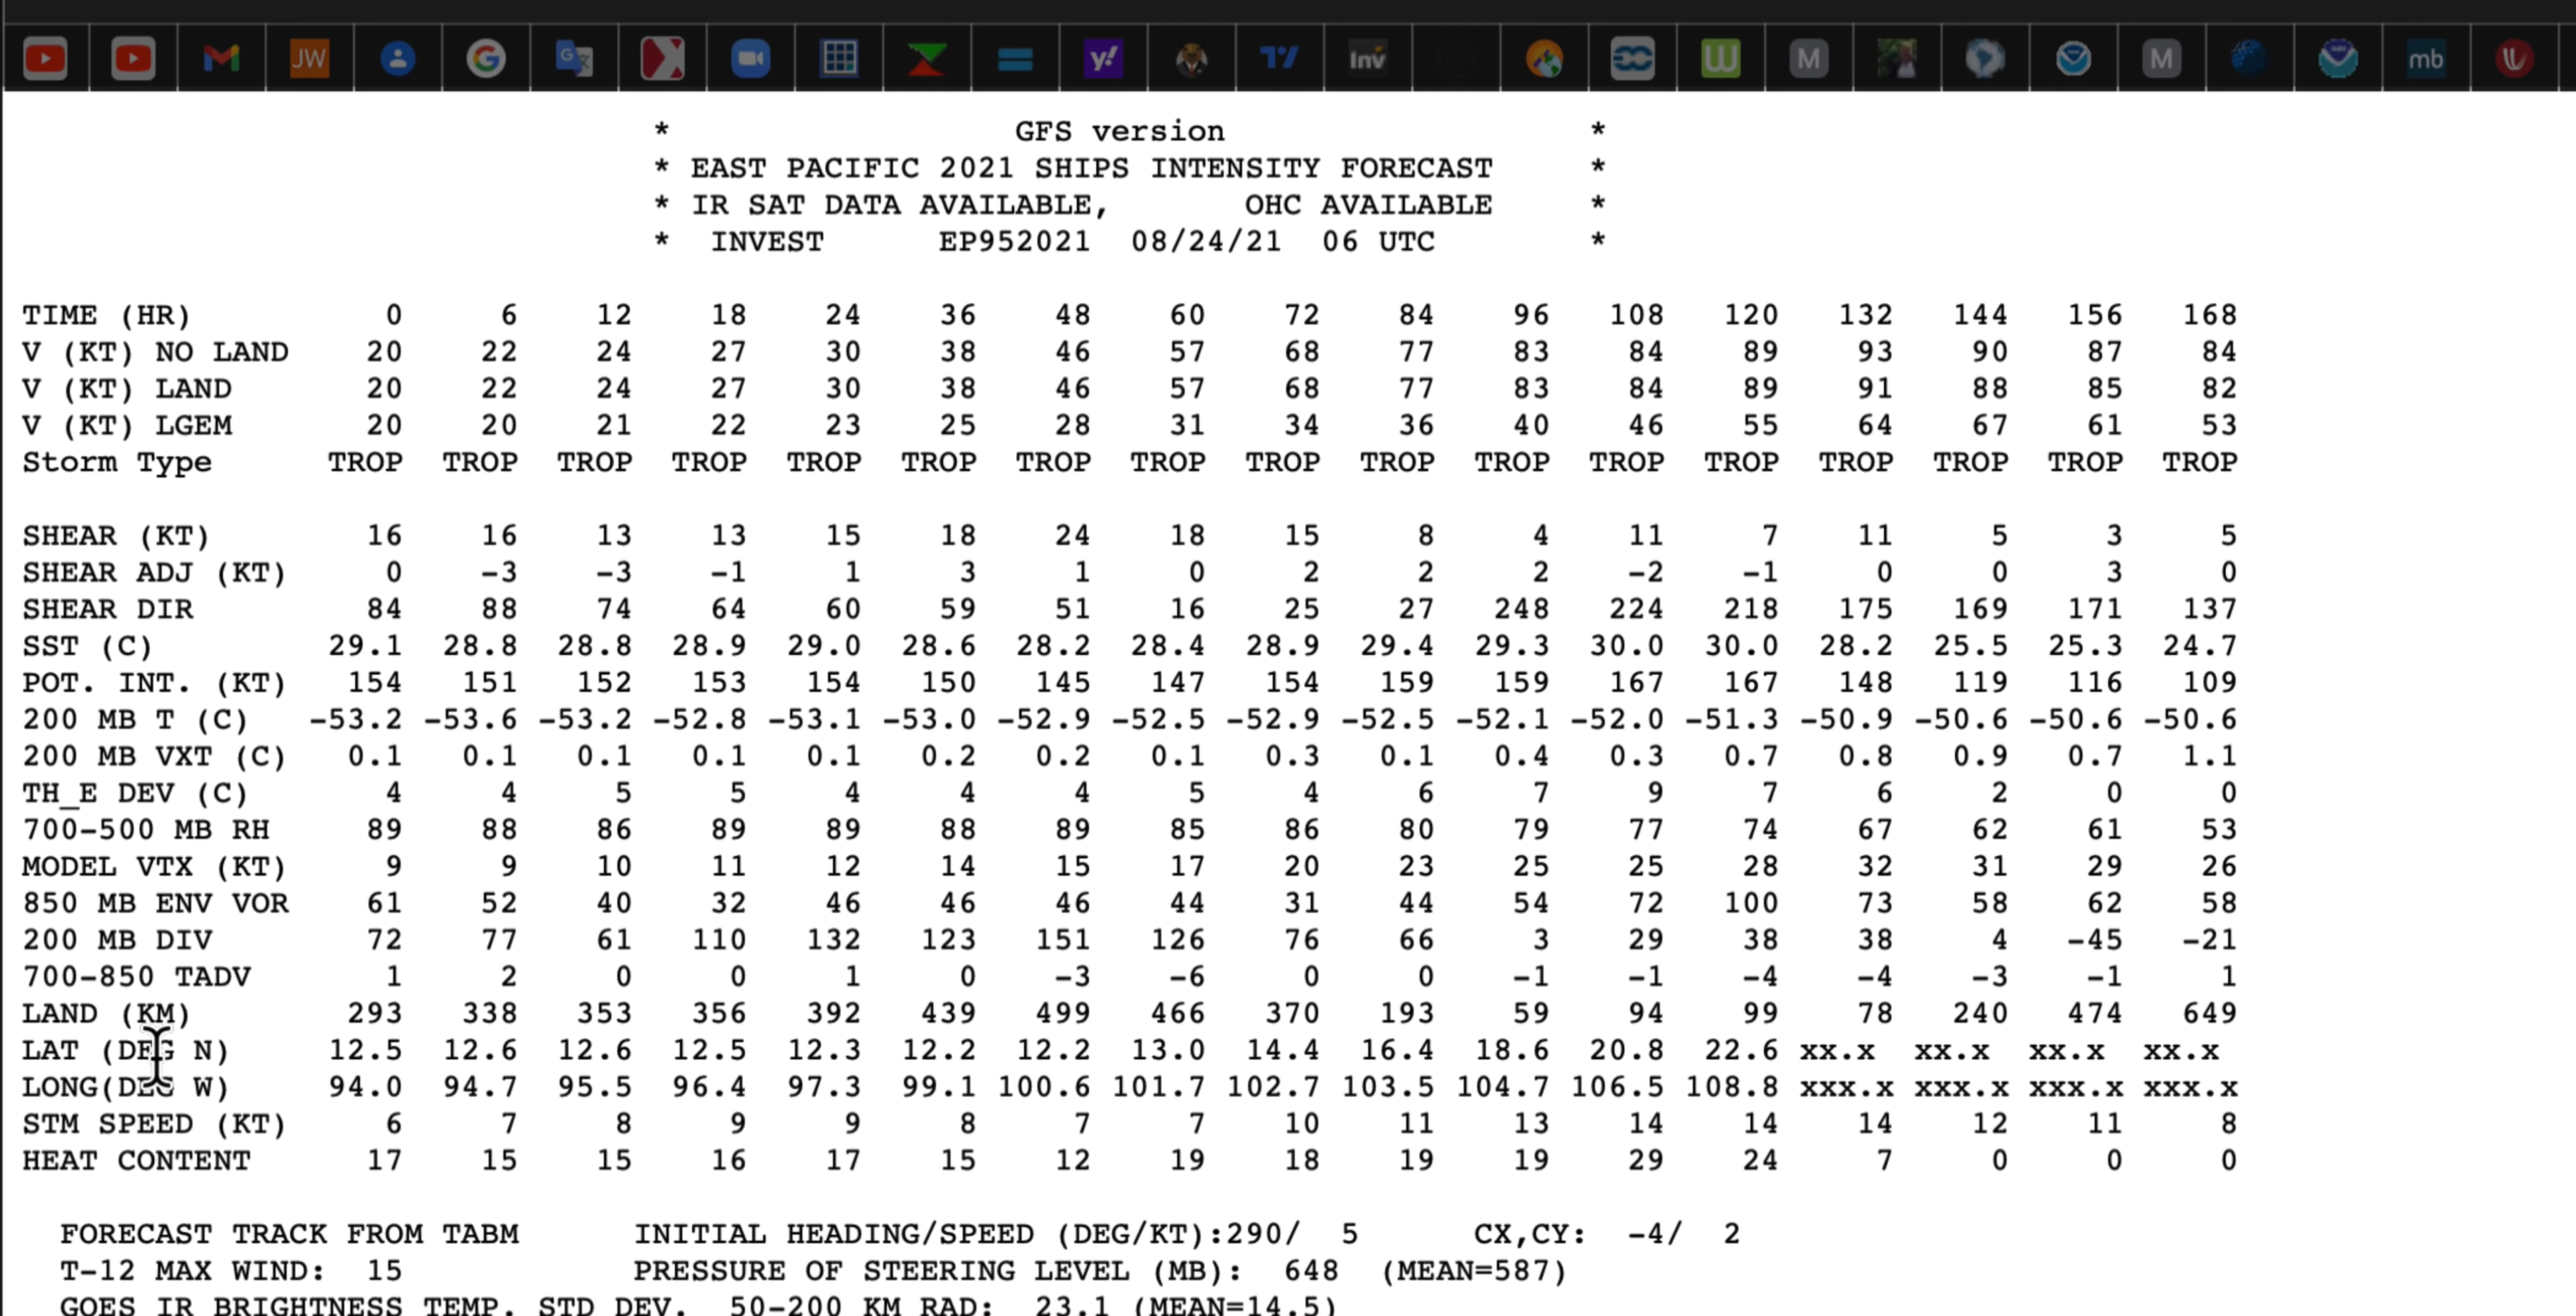 JW y! TV Inv W M M mb
* GFS version *
* EAST PACIFIC 2021 SHIPS INTENSITY FORECAST *
* IR SAT DATA AVAILABLE, OHC AVAILABLE *
* INVEST EP952021 08/24/21 06 UTC *
TIME (HR) 0 6 12 18 24 36 48 60 72 84 96 108 120 132 144 156 168
V (KT) NO LAND 20 22 24 27 30 38 46 57 68 77 83 84 89 93 90 87 84
V (KT) LAND 20 22 24 27 30 38 46 57 68 77 83 84 89 91 88 85 82
V (KT) LGEM 20 20 21 22 23 25 28 31 34 36 40 46 55 64 67 61 53
Storm Type TROP TROP TROP TROP TROP TROP TROP TROP TROP TROP TROP TROP TROP TROP TROP TROP TROP
SHEAR (KT) 16 16 13 13 15 18 24 18 15 8 4 11 7 11 5 3 5
SHEAR ADJ (KT) 0 -3 -3 -1 1 3 1 0 2 2 2 -2 -1 0 0 3 0
SHEAR DIR 84 88 74 64 60 59 51 16 25 27 248 224 218 175 169 171 137
SST (C) 29.1 28.8 28.8 28.9 29.0 28.6 28.2 28.4 28.9 29.4 29.3 30.0 30.0 28.2 25.5 25.3 24.7
POT. INT. (KT) 154 151 152 153 154 150 145 147 154 159 159 167 167 148 119 116 109
200 MB T (C) -53.2 -53.6 -53.2 -52.8 -53.1 -53.0 -52.9 -52.5 -52.9 -52.5 -52.1 -52.0 -51.3 -50.9 -50.6 -50.6 -50.6
200 MB VXT (C) 0.1 0.1 0.1 0.1 0.1 0.2 0.2 0.1 0.3 0.1 0.4 0.3 0.7 0.8 0.9 0.7 1.1
TH_E DEV (C) 4 4 5 5 4 4 4 5 4 6 7 9 7 6 2 0 0
700-500 MB RH 89 88 86 89 89 88 89 85 86 80 79 77 74 67 62 61 53
MODEL VTX (KT) 9 9 10 11 12 14 15 17 20 23 25 25 28 32 31 29 26
850 MB ENV VOR 61 52 40 32 46 46 46 44 31 44 54 72 100 73 58 62 58
200 MB DIV 72 77 61 110 132 123 151 126 76 66 3 29 38 38 4 -45 -21
700-850 TADV 1 2 0 0 1 0 -3 -6 0 0 -1 -1 -4 -4 -3 -1 1
LAND (KM) 293 338 353 356 392 439 499 466 370 193 59 94 99 78 240 474 649
LAT (DEG N) 12.5 12.6 12.6 12.5 12.3 12.2 12.2 13.0 14.4 16.4 18.6 20.8 22.6 xx.x xx.x xx.x xx.x
LONG(DEG W) 94.0 94.7 95.5 96.4 97.3 99.1 100.6 101.7 102.7 103.5 104.7 106.5 108.8 xxx.x xxx.x xxx.x xxx.x
STM SPEED (KT) 6 7 8 9 9 8 7 7 10 11 13 14 14 14 12 11 8
HEAT CONTENT 17 15 15 16 17 15 12 19 18 19 19 29 24 7 0 0 0
FORECAST TRACK FROM TABM INITIAL HEADING/SPEED (DEG/KT):290/ 5 CX,CY: -4/ 2
T-12 MAX WIND: 15 PRESSURE OF STEERING LEVEL (MB): 648 (MEAN=587)
GOES IR BRIGHTNESS TEMP. STD DEV. 50-200 KM RAD: 23.1 (MEAN=14.5)